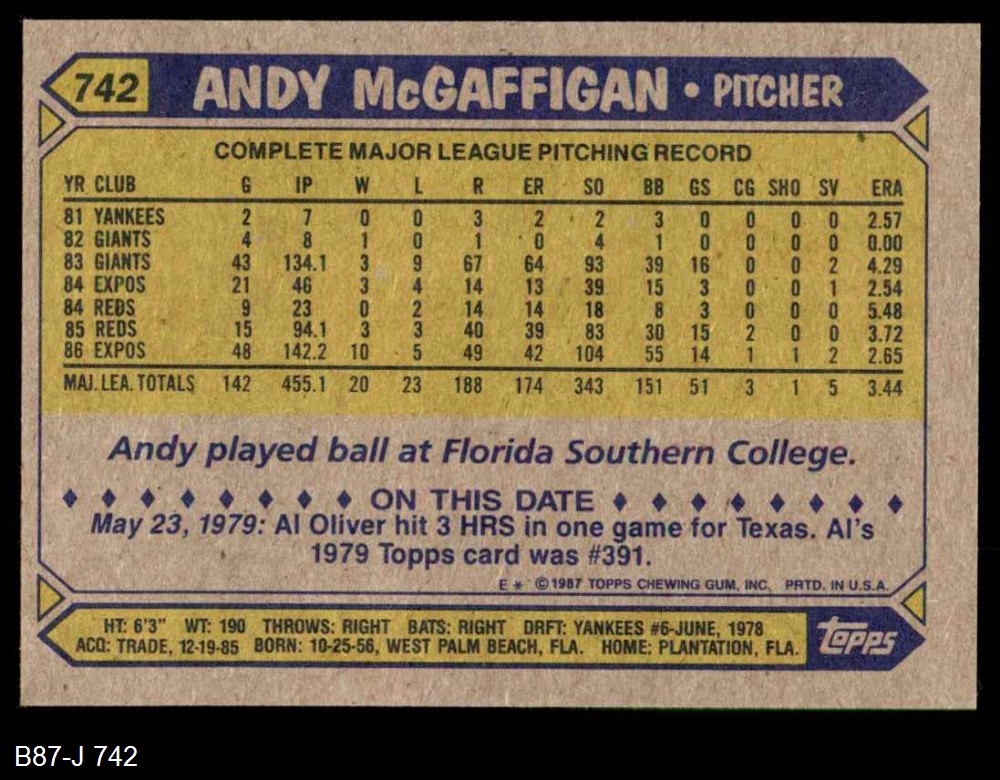 742 ANDY McGAFFIGAN • PITCHER
COMPLETE MAJOR LEAGUE PITCHING RECORD
YR CLUB G IP W L R ER SO BB GS CG SHO SV ERA
81 YANKEES 2 7 0 0 3 2 2 3 0 0 0 0 2.57
82 GIANTS 4 8 1 0 1 0 4 1 0 0 0 0 0.00
83 GIANTS 43 134.1 3 9 67 64 93 39 16 0 0 2 4.29
84 EXPOS 21 46 3 4 14 13 39 15 3 0 0 1 2.54
84 REDS 9 23 0 2 14 14 18 8 3 0 0 0 5.48
85 REDS 15 94.1 3 3 40 39 83 30 15 2 0 0 3.72
86 EXPOS 48 142.2 10 5 49 42 104 55 14 1 1 2 2.65
MAJ. LEA. TOTALS 142 455.1 20 23 188 174 343 151 51 3 1 5 3.44
Andy played ball at Florida Southern College.
ON THIS DATE
May 23, 1979: Al Oliver hit 3 HRS in one game for Texas. Al's
1979 Topps card was #391.
E * © 1987 TOPPS CHEWING GUM, INC. PRTD. IN U.S.A.
HT: 6'3" WT: 190 THROWS: RIGHT BATS: RIGHT DRFT: YANKEES #6-JUNE, 1978
ACQ: TRADE, 12-19-85 BORN: 10-25-56, WEST PALM BEACH, FLA. HOME: PLANTATION, FLA.
topps
B87-J 742